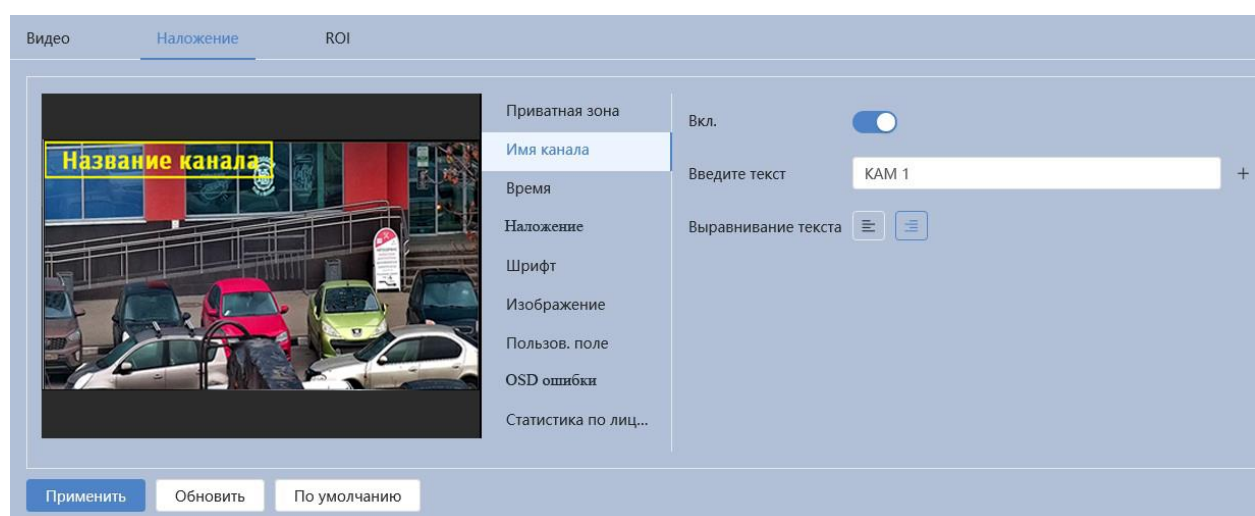 Видео Наложение ROI
Название канала
Приватная зона
Имя канала
Время
Наложение
Шрифт
Изображение
Пользов. поле
OSD ошибки
Статистика по лиц...
Вкл.
Введите текст КАМ 1 +
Выравнивание текста
Применить Обновить По умолчанию